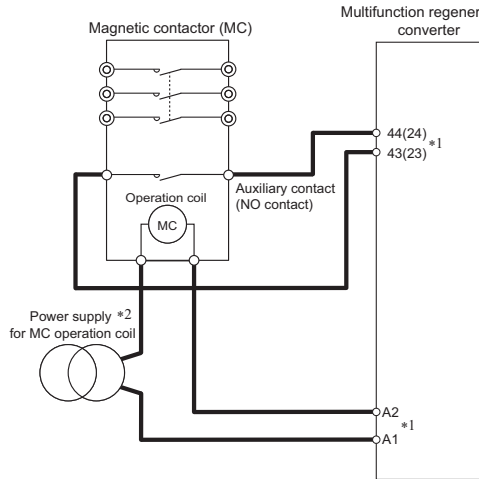 Multifunction regener
converter
Magnetic contactor (MC)
44(24)
43(23)
*1
Auxiliary contact
(NO contact)
Operation coil
MC
Power supply *2
for MC operation coil
A2
*1
A1